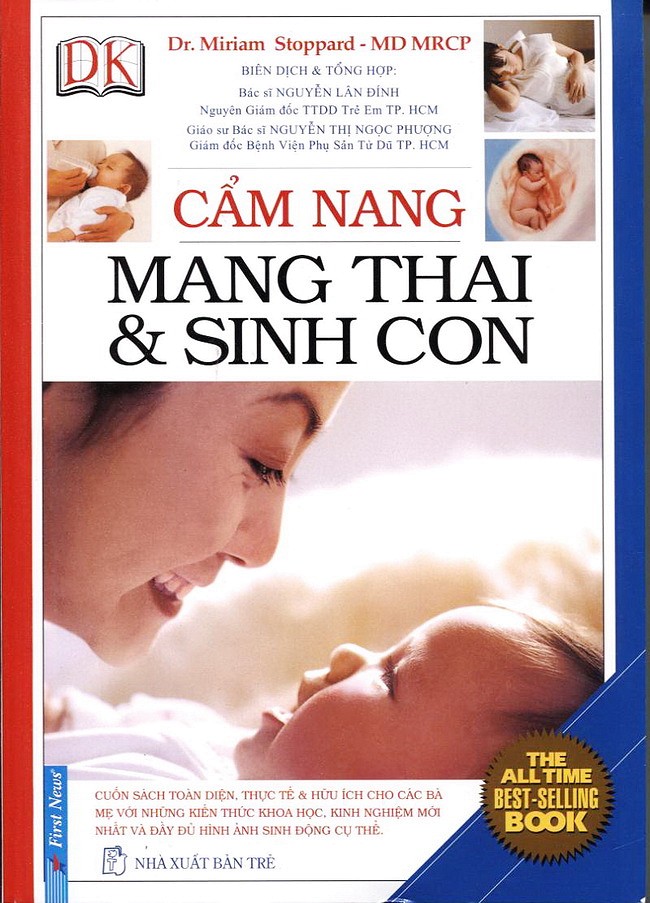 DK
Dr. Miriam Stoppard - MD MRCP
BIÊN DỊCH & TỔNG HỢP:
Bác sĩ NGUYỄN LÂN ĐÍNH
Nguyên Giám đốc TTDD Trẻ Em TP. HCM
Giáo sư Bác sĩ NGUYỄN THỊ NGỌC PHƯỢNG
Giám đốc Bệnh Viện Phụ Sản Từ Dũ TP. HCM
CẨM NANG
MANG THAI
& SINH CON
THE
ALL TIME
BEST-SELLING
BOOK
First News
CUỐN SÁCH TOÀN DIỆN, THỰC TẾ & HỮU ÍCH CHO CÁC BÀ
MẸ VỚI NHỮNG KIẾN THỨC KHOA HỌC, KINH NGHIỆM MỚI
NHẤT VÀ ĐẦY ĐỦ HÌNH ẢNH SINH ĐỘNG CỤ THỂ.
NHÀ XUẤT BẢN TRẺ